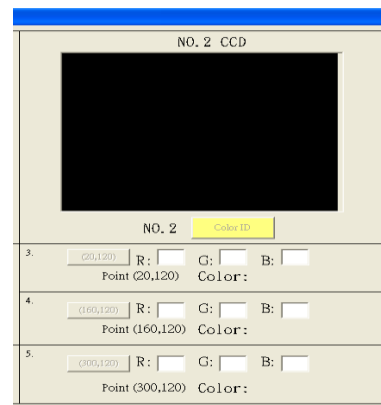 NO. 2 CCD
NO. 2 Color ID
3. (20,120) R: G: B:
Point (20,120) Color:
4. (160,120) R: G: B:
Point (160,120) Color:
5. (300,120) R: G: B:
Point (300,120) Color: